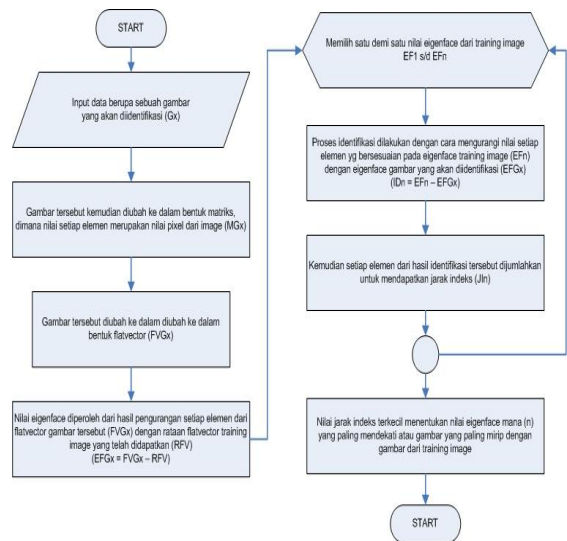 START
Input data berupa sebuah gambar
yang akan diidentifikasi (Gx)
Gambar tersebut kemudian diubah ke dalam bentuk matriks,
dimana nilai setiap elemen merupakan nilai pixel dari image (MGx)
Gambar tersebut diubah ke dalam diubah ke dalam
bentuk flatvector (FVGx)
Nilai eigenface diperoleh dari hasil pengurangan setiap elemen dari
flatvector gambar tersebut (FVGx) dengan rataan flatvector training
image yang telah didapatkan (RFV)
(EFGx = FVGx – RFV)
Memilih satu demi satu nilai eigenface dari training image
EF1 s/d EFn
Proses identifikasi dilakukan dengan cara mengurangi nilai setiap
elemen yg bersesuaian pada eigenface training image (EFn)
dengan eigenface gambar yang akan diidentifikasi (EFGx)
(IDn = EFn – EFGx)
Kemudian setiap elemen dari hasil identifikasi tersebut dijumlahkan
untuk mendapatkan jarak indeks (JIn)
Nilai jarak indeks terkecil menentukan nilai eigenface mana (n)
yang paling mendekati atau gambar yang paling mirip dengan
gambar dari training image
START